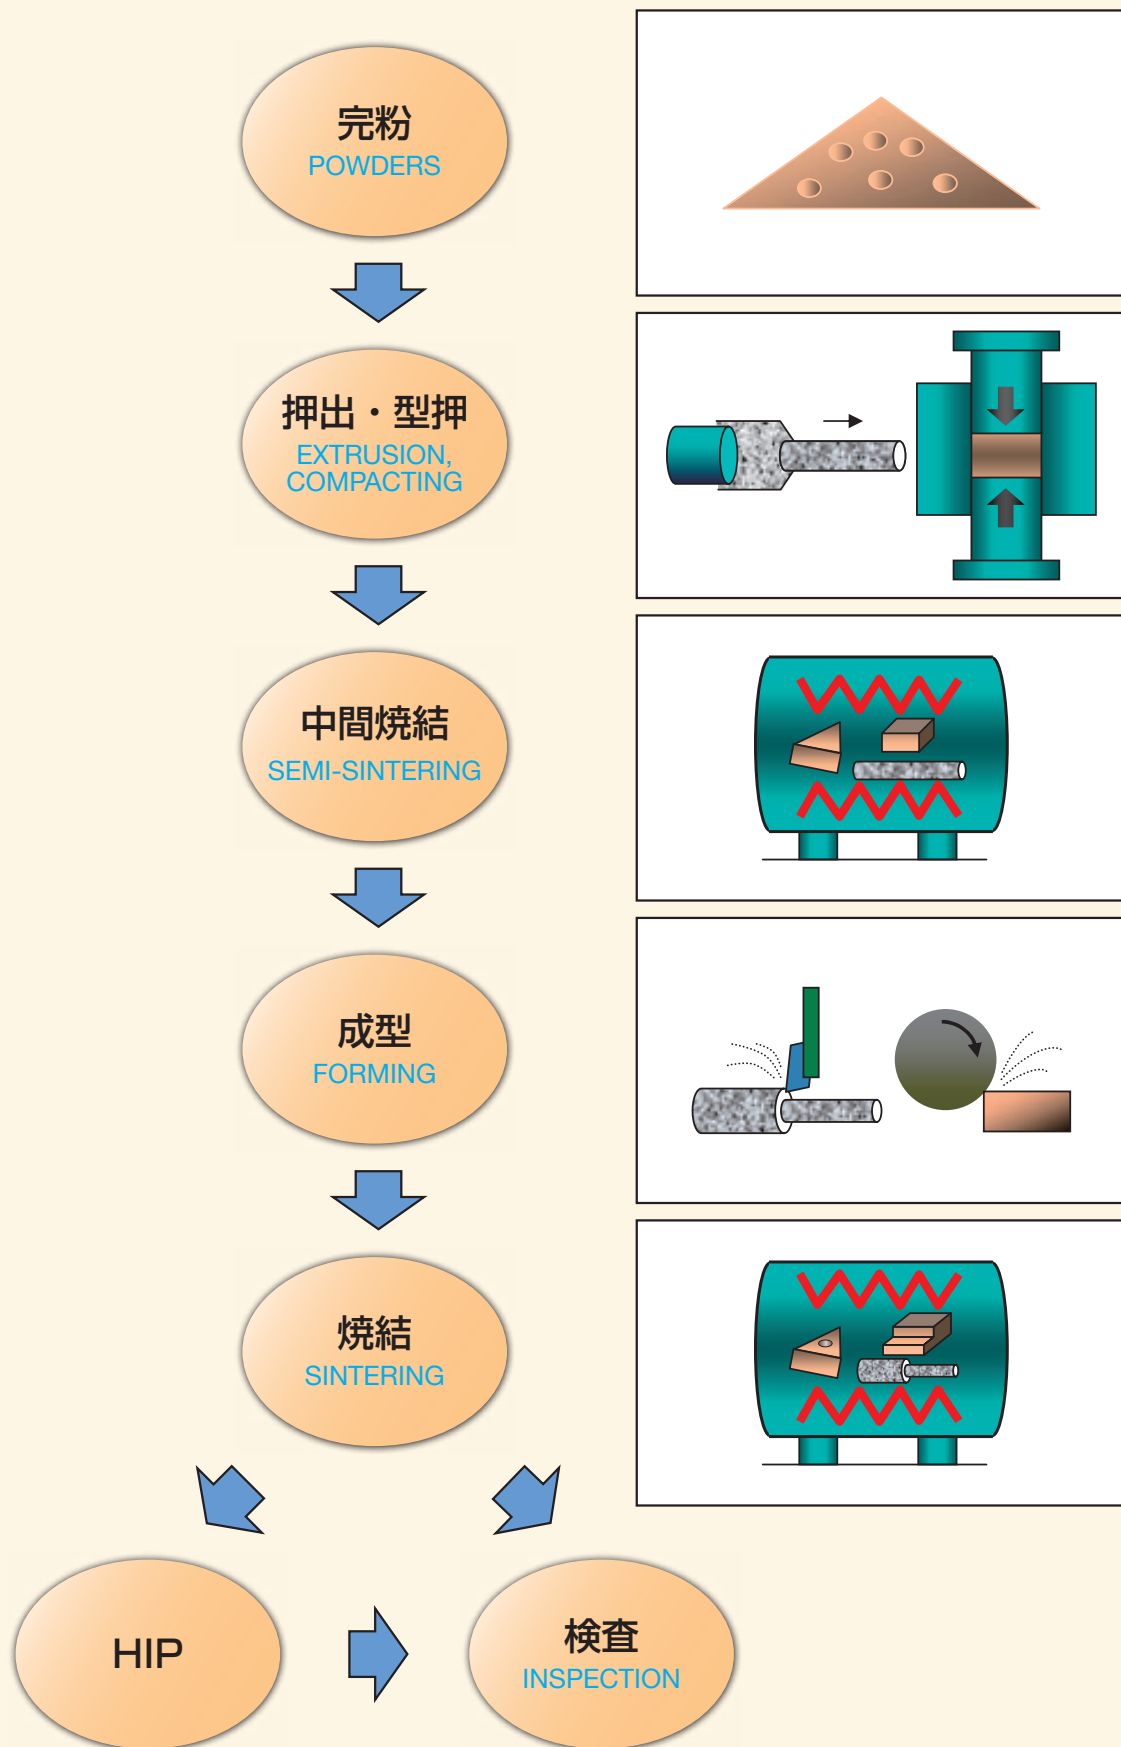 完粉
POWDERS
押出・型押
EXTRUSION,
COMPACTING
中間焼結
SEMI-SINTERING
成型
FORMING
焼結
SINTERING
HIP
検査
INSPECTION